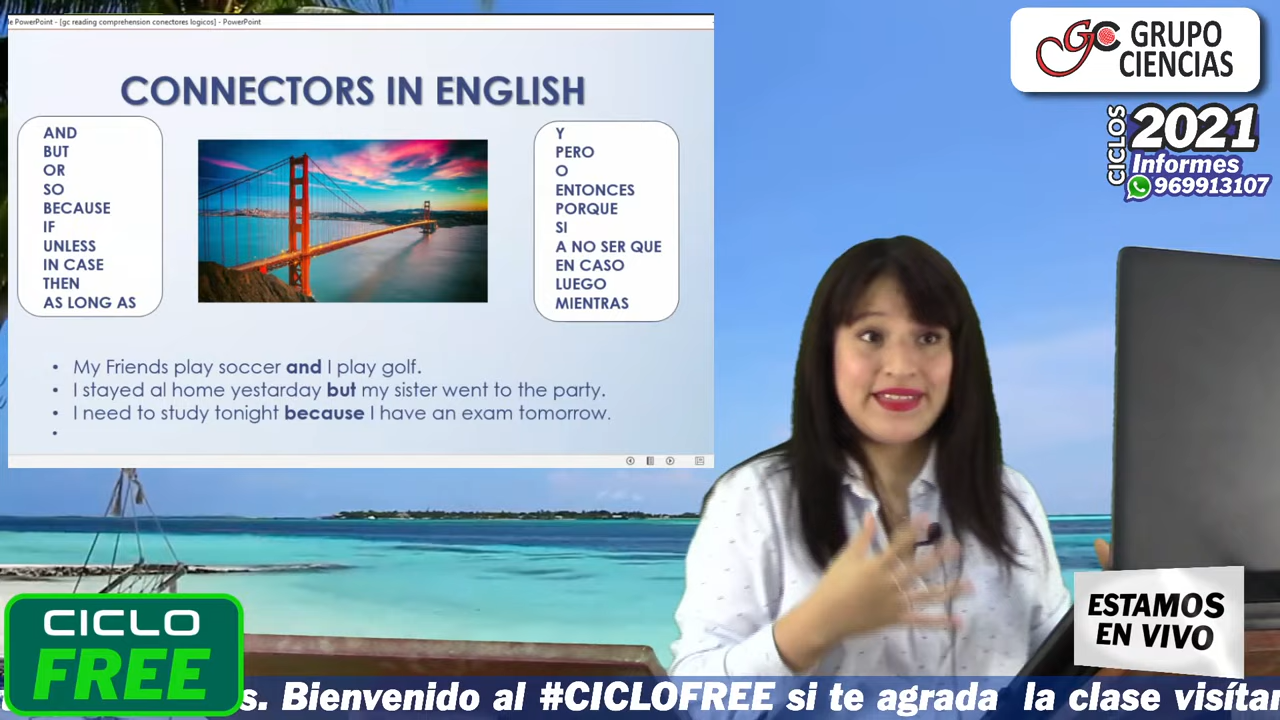 le PowerPoint - [gc reading comprehension conectores logicos] - PowerPoint
CONNECTORS IN ENGLISH
AND
BUT
OR
SO
BECAUSE
IF
UNLESS
IN CASE
THEN
AS LONG AS
Y
PERO
O
ENTONCES
PORQUE
SI
A NO SER QUE
EN CASO
LUEGO
MIENTRAS
• My Friends play soccer and I play golf.
• I stayed al home yestarday but my sister went to the party.
• I need to study tonight because I have an exam tomorrow.
•
GC GRUPO
CIENCIAS
CICLOS 2021
Informes
969913107
ESTAMOS
EN VIVO
CICLO
FREE
s. Bienvenido al #CICLOFREE si te agrada la clase visítan